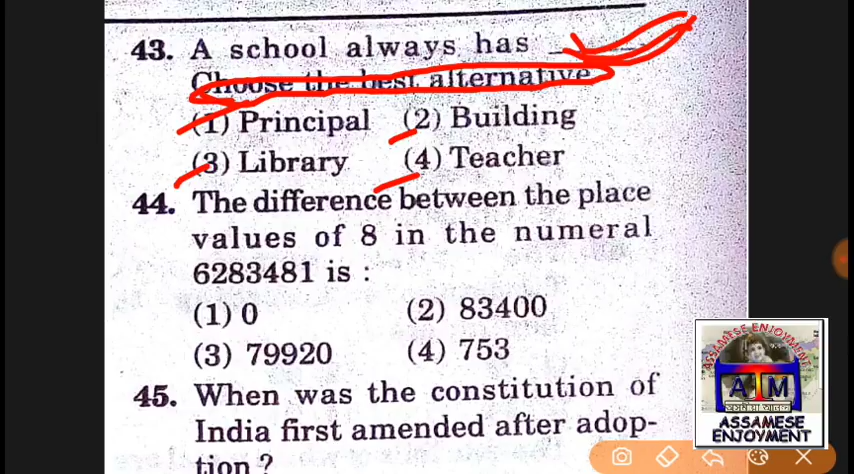 43. A school always has ______
Choose the best alternative.
(1) Principal (2) Building
(3) Library (4) Teacher
44. The difference between the place
values of 8 in the numeral
6283481 is :
(1) 0 (2) 83400
(3) 79920 (4) 753
45. When was the constitution of
India first amended after adop-
tion ?
ASSAMESE ENJOYMENT
ATM
ASSAMESE
ENJOYMENT